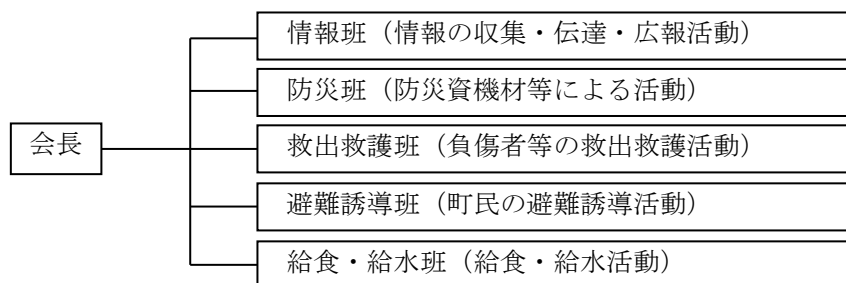 情報班（情報の収集・伝達・広報活動）
防災班（防災資機材等による活動）
会長
救出救護班（負傷者等の救出救護活動）
避難誘導班（町民の避難誘導活動）
給食・給水班（給食・給水活動）